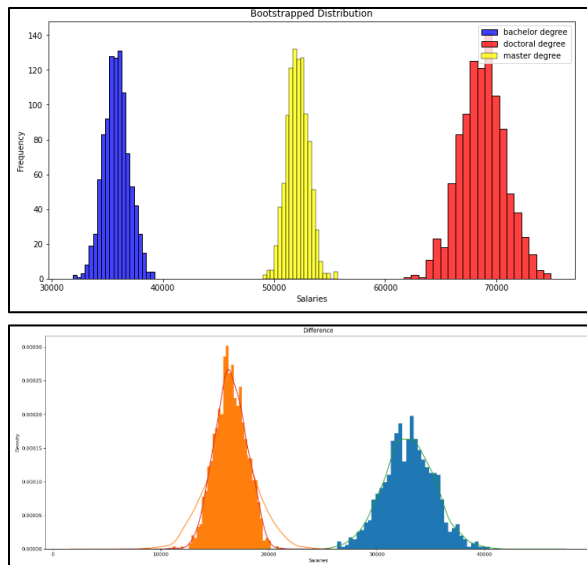 Bootstrapped Distribution
bachelor degree
doctoral degree
master degree
140
120
100
80
60
40
20
0
Frequency
30000 40000 50000 60000 70000
Salaries
Difference
0.00030
0.00025
0.00020
0.00015
0.00010
0.00005
0.00000
Density
0 10000 20000 30000 40000
Salaries